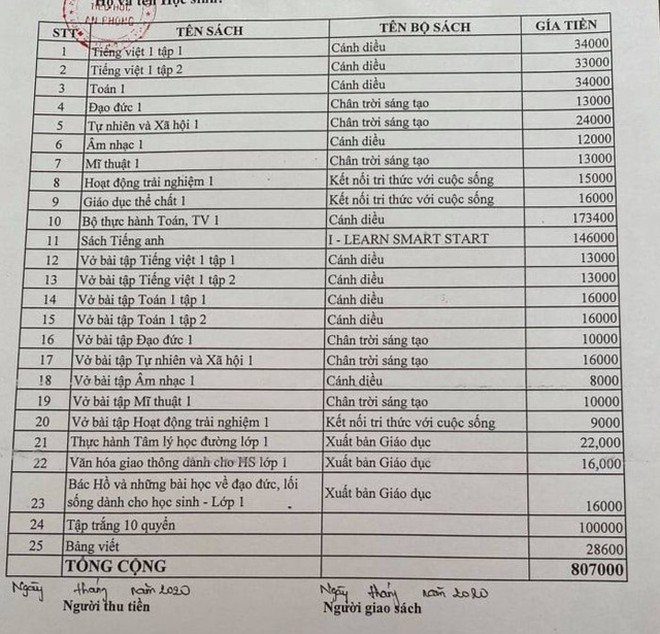 Họ và tên Học sinh:
TIỂU HỌC
AN PHONG
STT TÊN SÁCH TÊN BỘ SÁCH GÍA TIỀN
1 Tiếng việt 1 tập 1 Cánh diều 34000
2 Tiếng việt 1 tập 2 Cánh diều 33000
3 Toán 1 Cánh diều 34000
4 Đạo đức 1 Chân trời sáng tạo 13000
5 Tự nhiên và Xã hội 1 Chân trời sáng tạo 24000
6 Âm nhạc 1 Cánh diều 12000
7 Mĩ thuật 1 Chân trời sáng tạo 13000
8 Hoạt động trải nghiệm 1 Kết nối tri thức với cuộc sống 15000
9 Giáo dục thể chất 1 Kết nối tri thức với cuộc sống 16000
10 Bộ thực hành Toán, TV 1 Cánh diều 173400
11 Sách Tiếng anh I - LEARN SMART START 146000
12 Vở bài tập Tiếng việt 1 tập 1 Cánh diều 13000
13 Vở bài tập Tiếng việt 1 tập 2 Cánh diều 13000
14 Vở bài tập Toán 1 tập 1 Cánh diều 16000
15 Vở bài tập Toán 1 tập 2 Cánh diều 16000
16 Vở bài tập Đạo đức 1 Chân trời sáng tạo 10000
17 Vở bài tập Tự nhiên và Xã hội 1 Chân trời sáng tạo 16000
18 Vở bài tập Âm nhạc 1 Cánh diều 8000
19 Vở bài tập Mĩ thuật 1 Chân trời sáng tạo 10000
20 Vở bài tập Hoạt động trải nghiệm 1 Kết nối tri thức với cuộc sống 9000
21 Thực hành Tâm lý học đường lớp 1 Xuất bản Giáo dục 22,000
22 Văn hóa giao thông dành cho HS lớp 1 Xuất bản Giáo dục 16,000
Bác Hồ và những bài học về đạo đức, lối
23 sống dành cho học sinh - Lớp 1 Xuất bản Giáo dục 16000
24 Tập trắng 10 quyển 100000
25 Bảng viết 28600
TỔNG CỘNG 807000
Ngày tháng năm 2020 Ngày tháng năm 2020
Người thu tiền Người giao sách